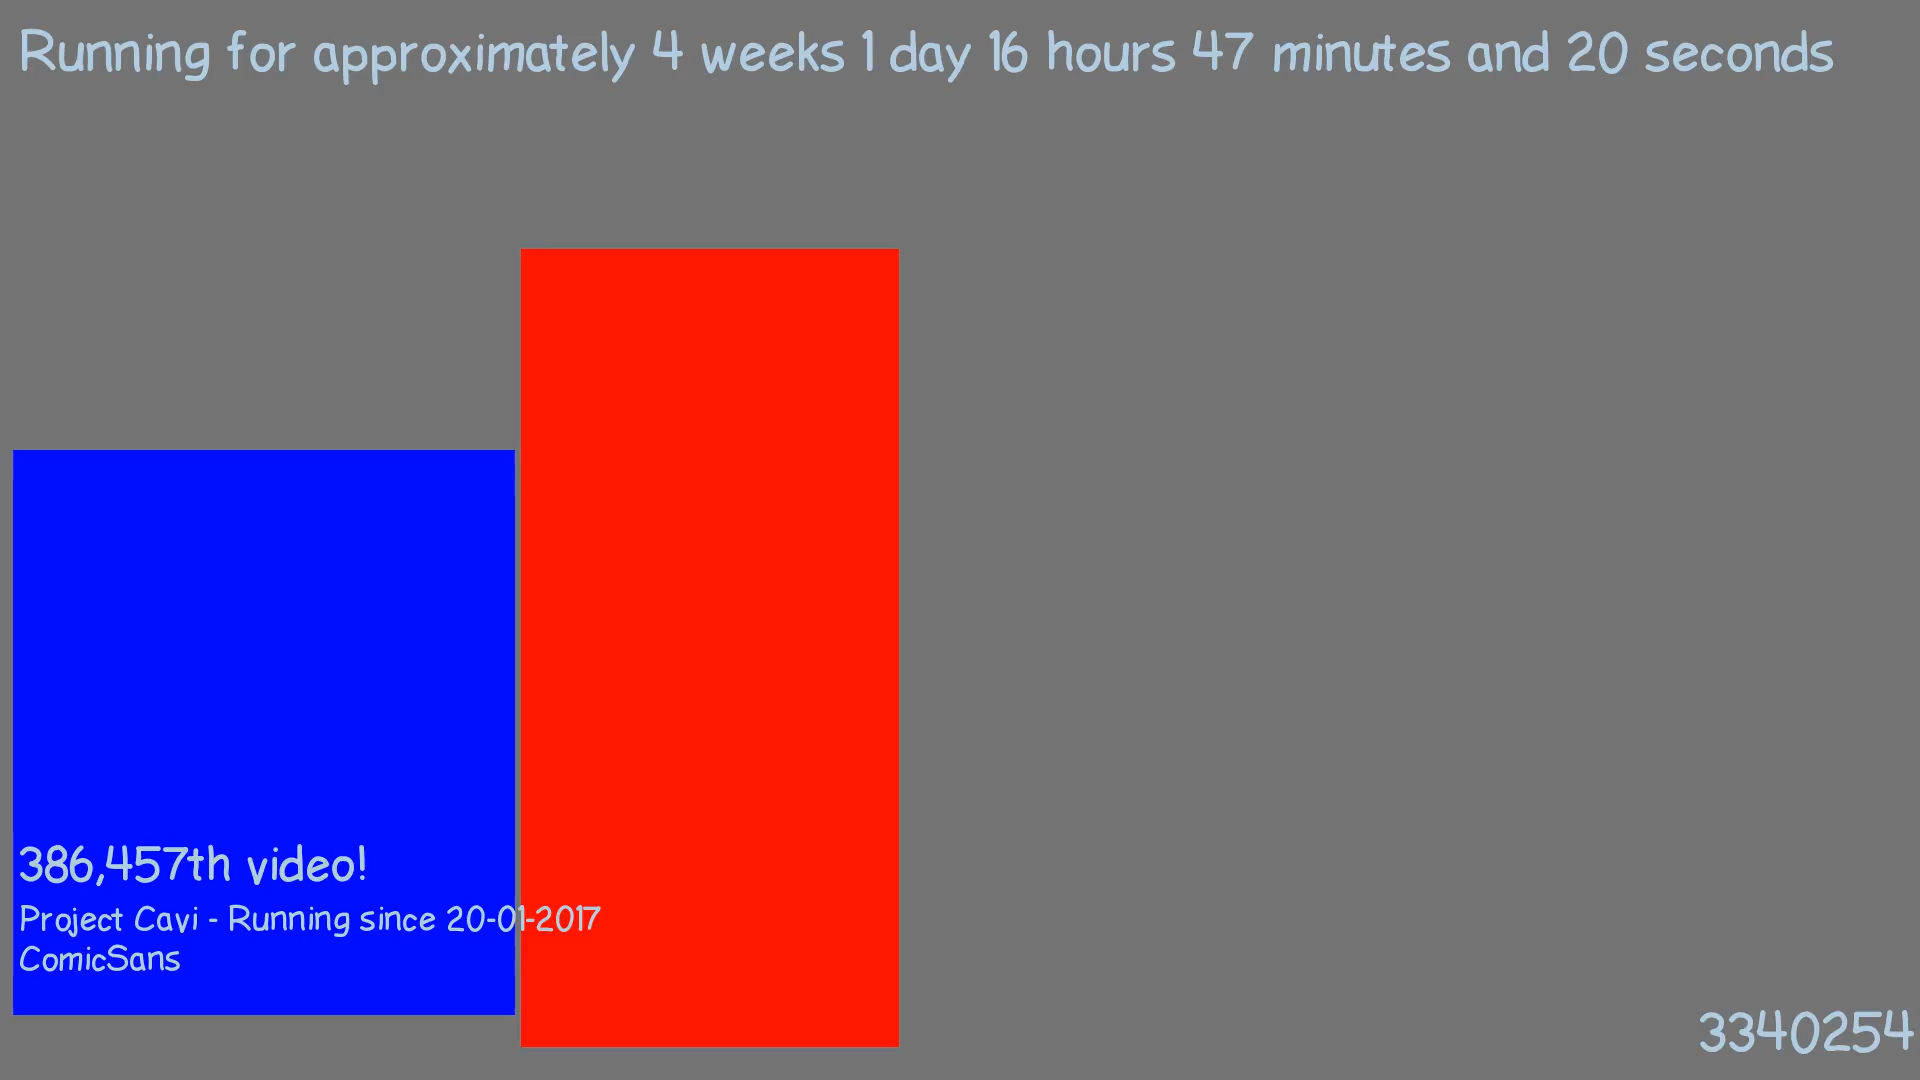 Running for approximately 4 weeks 1 day 16 hours 47 minutes and 20 seconds
386,457th video!
Project Cavi - Running since 20-01-2017
ComicSans
3340254